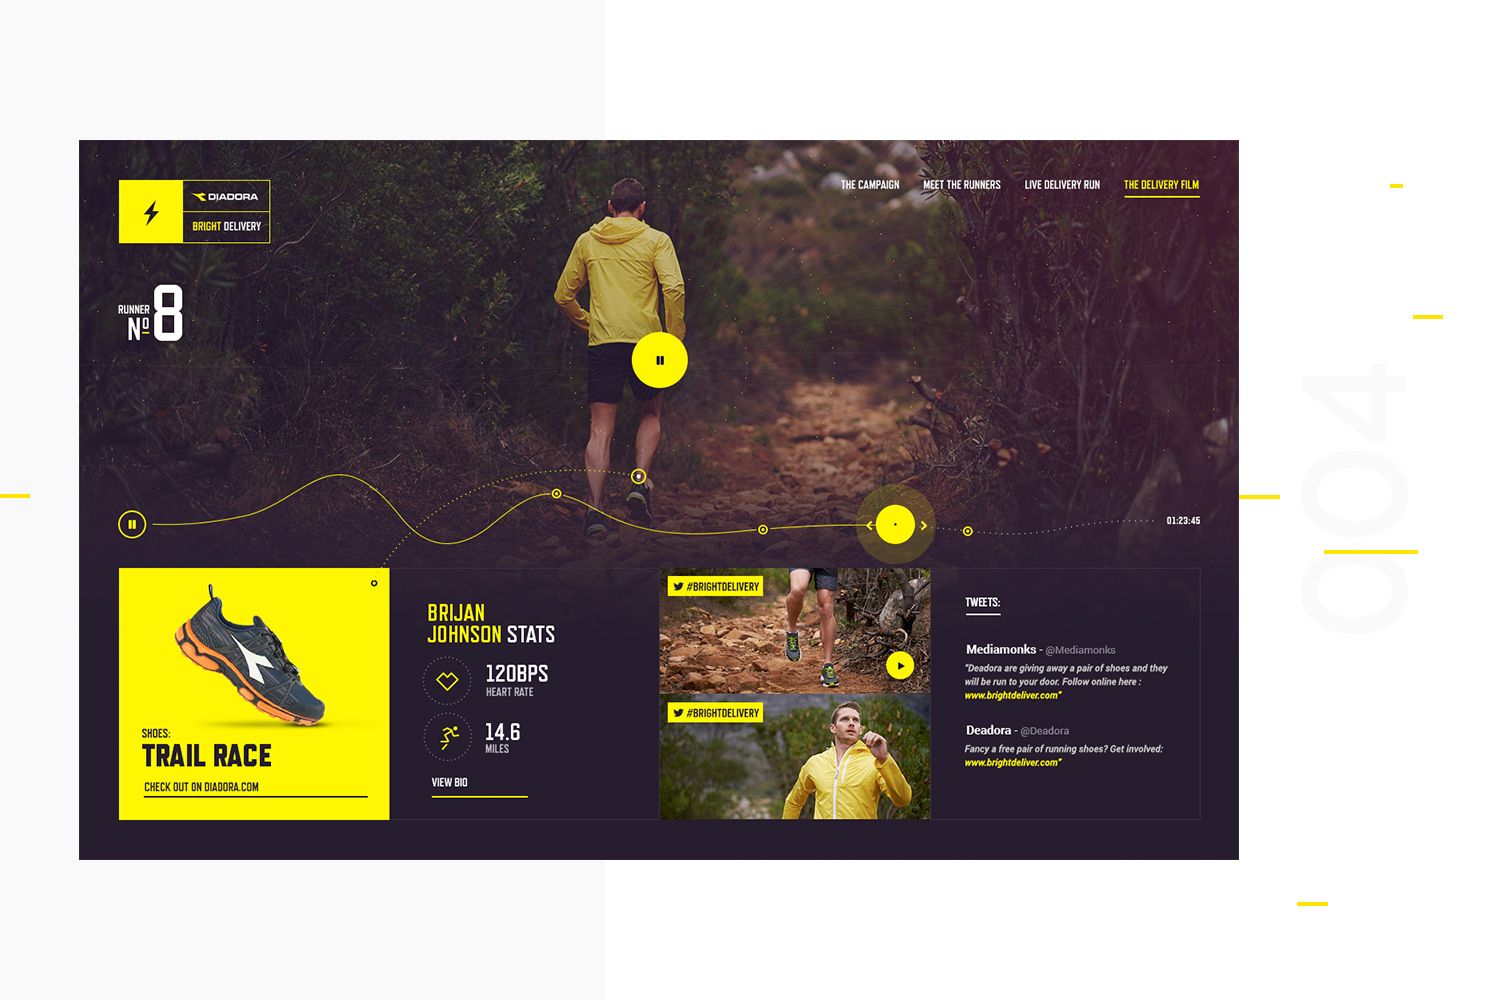 DIADORA
BRIGHT DELIVERY
THE CAMPAIGN
MEET THE RUNNERS
LIVE DELIVERY RUN
THE DELIVERY FILM
RUNNER
Nº 8
01:23:45
SHOES:
TRAIL RACE
CHECK OUT ON DIADORA.COM
BRIJAN
JOHNSON STATS
120BPS
HEART RATE
14.6
MILES
VIEW BIO
#BRIGHTDELIVERY
#BRIGHTDELIVERY
TWEETS:
Mediamonks - @Mediamonks
"Deadora are giving away a pair of shoes and they
will be run to your door. Follow online here :
www.brightdeliver.com"
Deadora - @Deadora
Fancy a free pair of running shoes? Get involved:
www.brightdeliver.com"
004